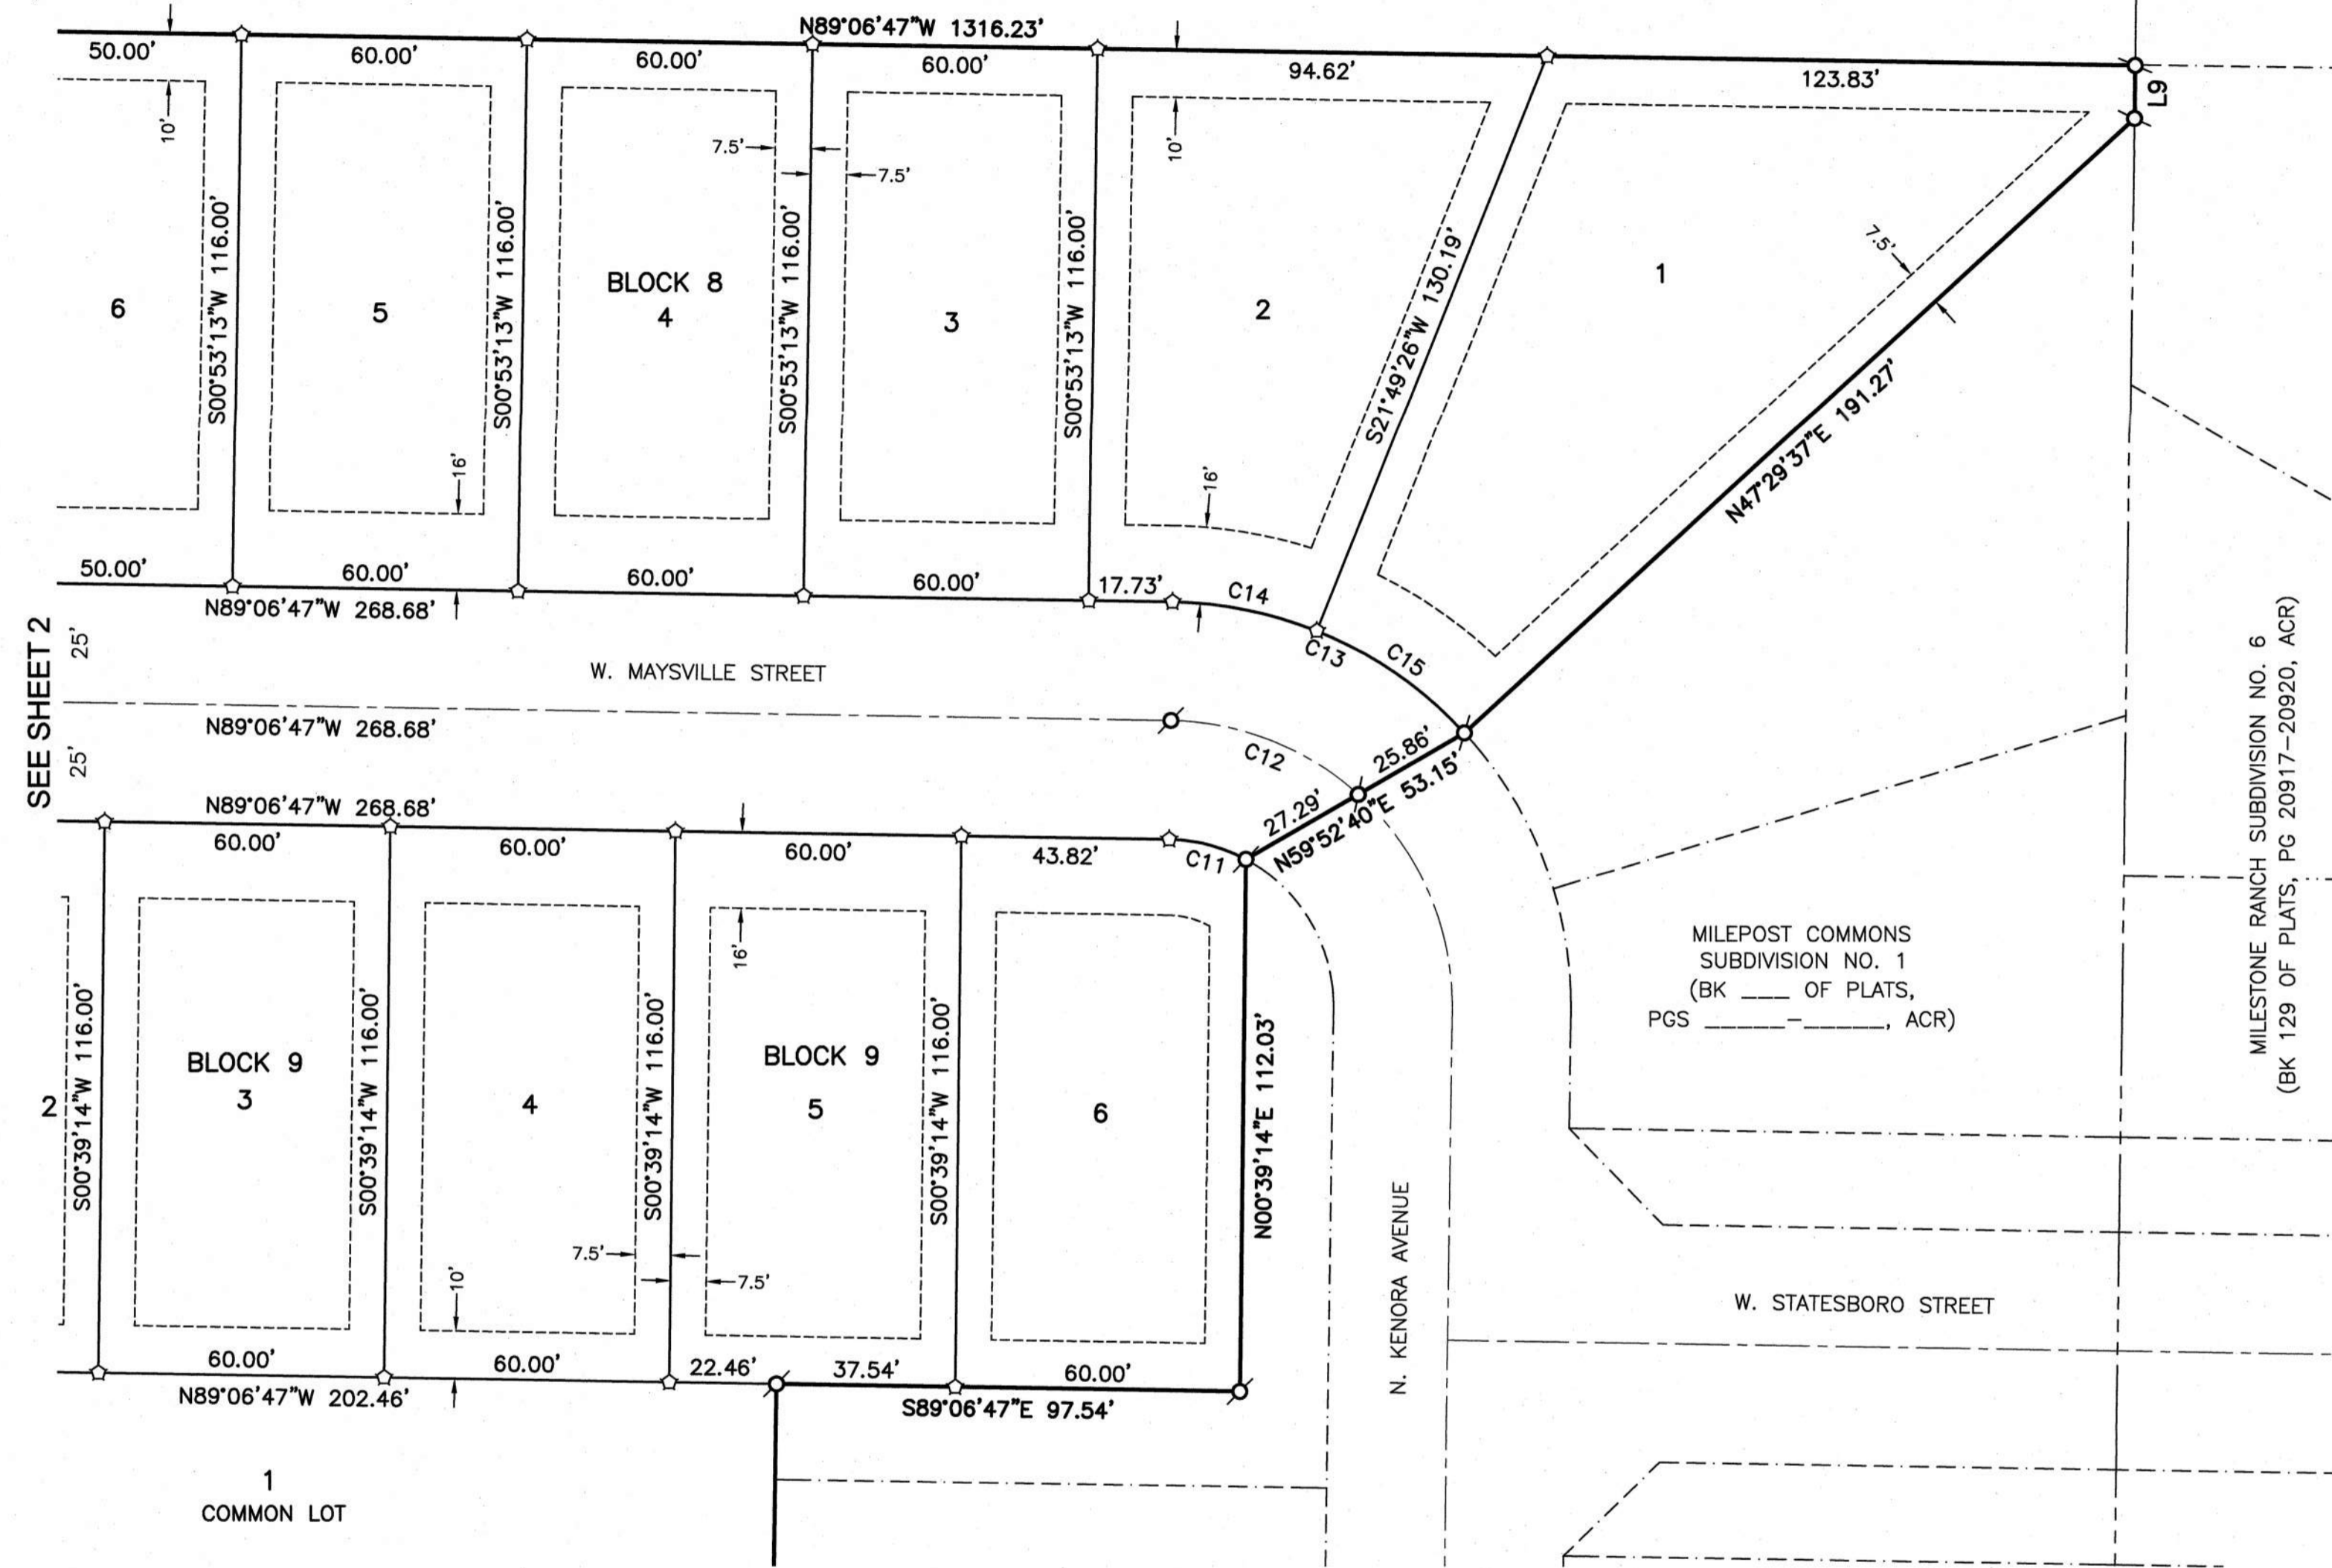 N89°06'47"W 1316.23'
50.00'
60.00'
60.00'
60.00'
94.62'
123.83'
L9
10'
7.5'
7.5'
10'
7.5'
S00°53'13"W 116.00'
S00°53'13"W 116.00'
S00°53'13"W 116.00'
S00°53'13"W 116.00'
S21°49'26"W 130.19'
N47°29'37"E 191.27'
6
5
BLOCK 8
4
3
2
1
16'
16'
50.00'
60.00'
60.00'
60.00'
17.73'
C14
N89°06'47"W 268.68'
C13
C15
SEE SHEET 2
25'
25'
W. MAYSVILLE STREET
N89°06'47"W 268.68'
C12
25.86'
27.29'
N59°52'40"E 53.15'
N89°06'47"W 268.68'
60.00'
60.00'
60.00'
43.82'
C11
16'
MILESTONE RANCH SUBDIVISION NO. 6
(BK 129 OF PLATS, PG 20917-20920, ACR)
MILEPOST COMMONS
SUBDIVISION NO. 1
(BK ___ OF PLATS,
PGS _____-_____, ACR)
S00°39'14"W 116.00'
S00°39'14"W 116.00'
S00°39'14"W 116.00'
S00°39'14"W 116.00'
N00°39'14"E 112.03'
2
BLOCK 9
3
4
BLOCK 9
5
6
N. KENORA AVENUE
7.5'
7.5'
10'
W. STATESBORO STREET
60.00'
60.00'
22.46'
37.54'
60.00'
N89°06'47"W 202.46'
S89°06'47"E 97.54'
1
COMMON LOT